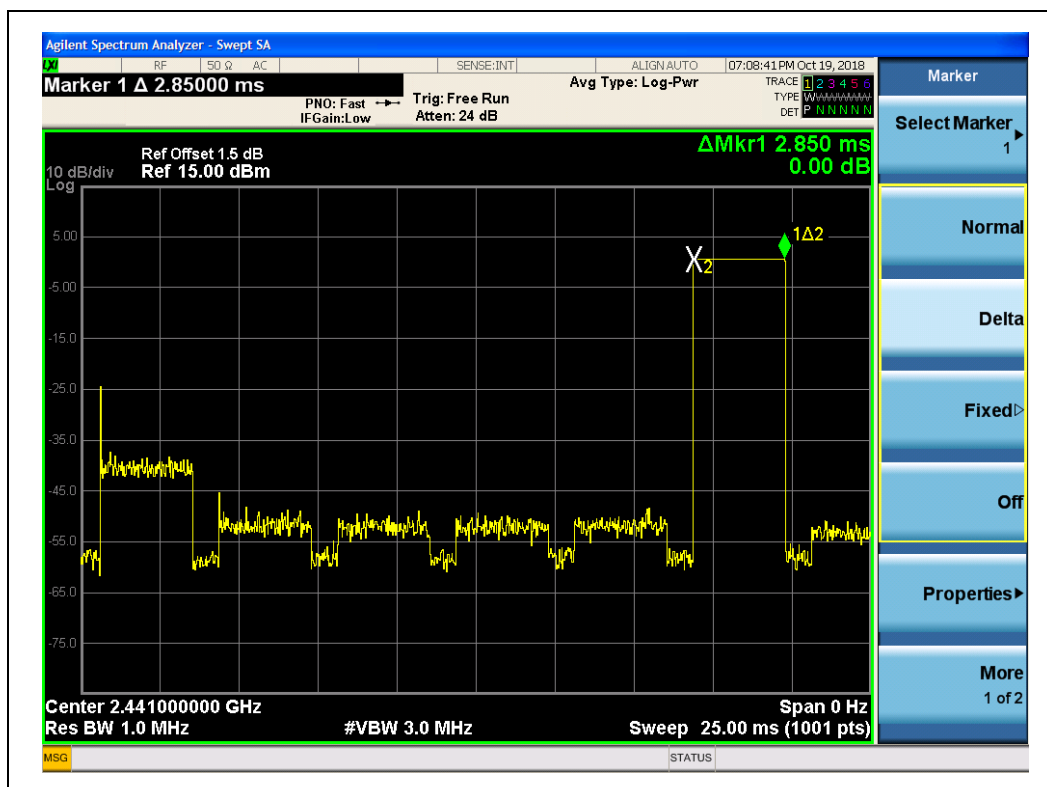 Agilent Spectrum Analyzer - Swept SA
LXI RF 50 Ω AC SENSE:INT ALIGNAUTO 07:08:41PM Oct 19, 2018
Marker 1 Δ 2.85000 ms
Avg Type: Log-Pwr
TRACE 1 2 3 4 5 6
TYPE WWWWWW
DET P N N N N N
PNO: Fast
IFGain:Low
Trig: Free Run
Atten: 24 dB
ΔMkr1 2.850 ms
0.00 dB
Ref Offset 1.5 dB
10 dB/div Ref 15.00 dBm
Log
5.00
-5.00
-15.0
-25.0
-35.0
-45.0
-55.0
-65.0
-75.0
X2
1Δ2
Center 2.441000000 GHz Span 0 Hz
Res BW 1.0 MHz #VBW 3.0 MHz Sweep 25.00 ms (1001 pts)
MSG STATUS
Marker
Select Marker
1
Normal
Delta
Fixed
Off
Properties
More
1 of 2